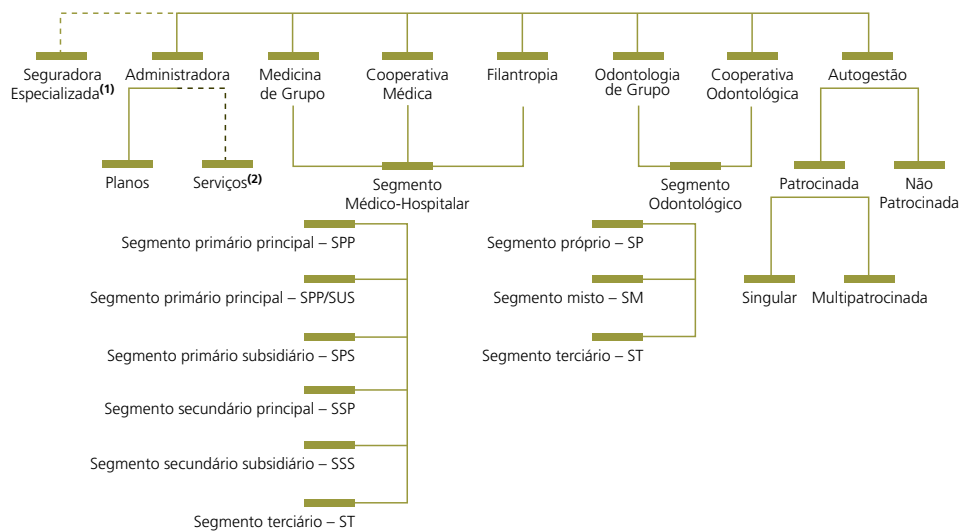 Seguradora
Especializada(1)
Administradora
Medicina
de Grupo
Cooperativa
Médica
Filantropia
Odontologia
de Grupo
Cooperativa
Odontológica
Autogestão
Planos
Serviços(2)
Segmento
Médico-Hospitalar
Segmento
Odontológico
Patrocinada
Não
Patrocinada
Segmento primário principal – SPP
Segmento primário principal – SPP/SUS
Segmento primário subsidiário – SPS
Segmento secundário principal – SSP
Segmento secundário subsidiário – SSS
Segmento terciário – ST
Segmento próprio – SP
Segmento misto – SM
Segmento terciário – ST
Singular
Multipatrocinada